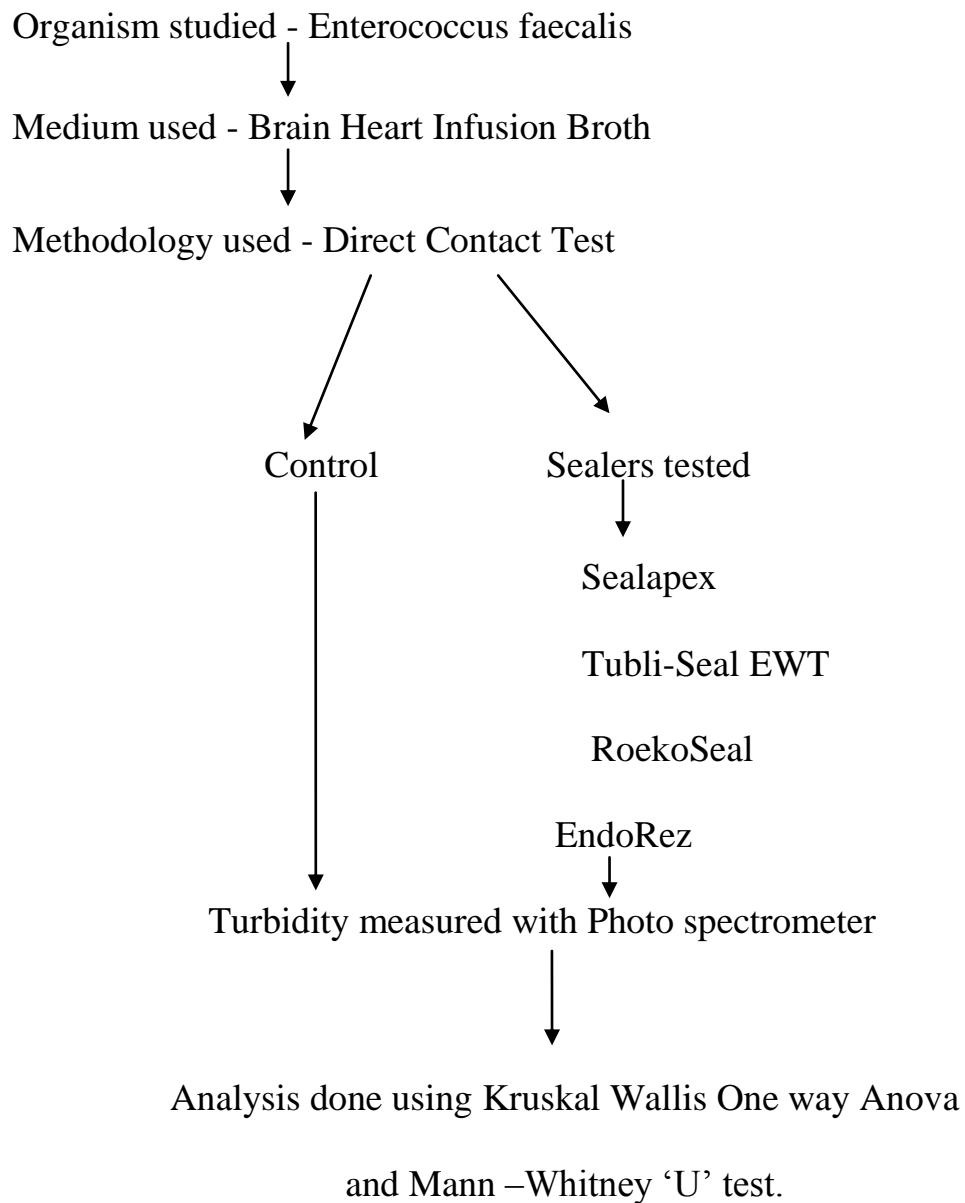 Organism studied - Enterococcus faecalis
Medium used - Brain Heart Infusion Broth
Methodology used - Direct Contact Test
Control
Sealers tested
Sealapex
Tubli-Seal EWT
RoekoSeal
EndoRez
Turbidity measured with Photo spectrometer
Analysis done using Kruskal Wallis One way Anova
and Mann –Whitney ‘U’ test.